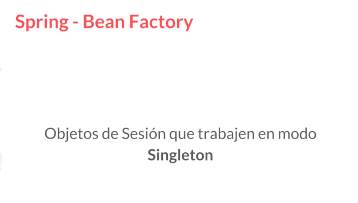 Spring - Bean Factory
Objetos de Sesión que trabajen en modo
Singleton